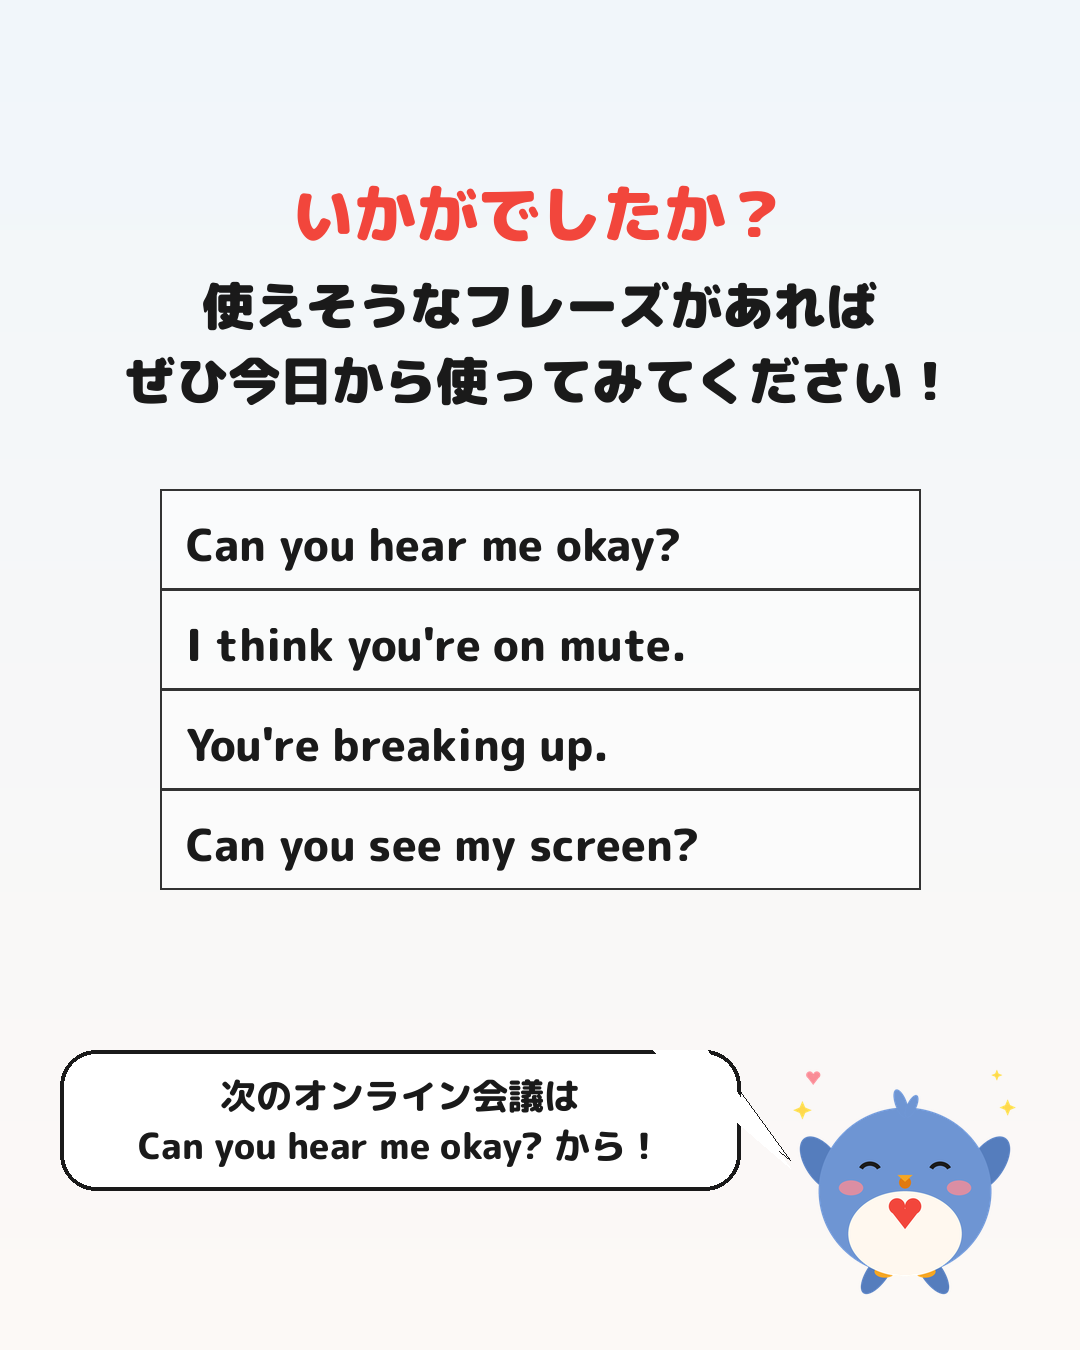 いかがでしたか？
使えそうなフレーズがあれば
ぜひ今日から使ってみてください！
Can you hear me okay?
I think you're on mute.
You're breaking up.
Can you see my screen?
次のオンライン会議は
Can you hear me okay? から！